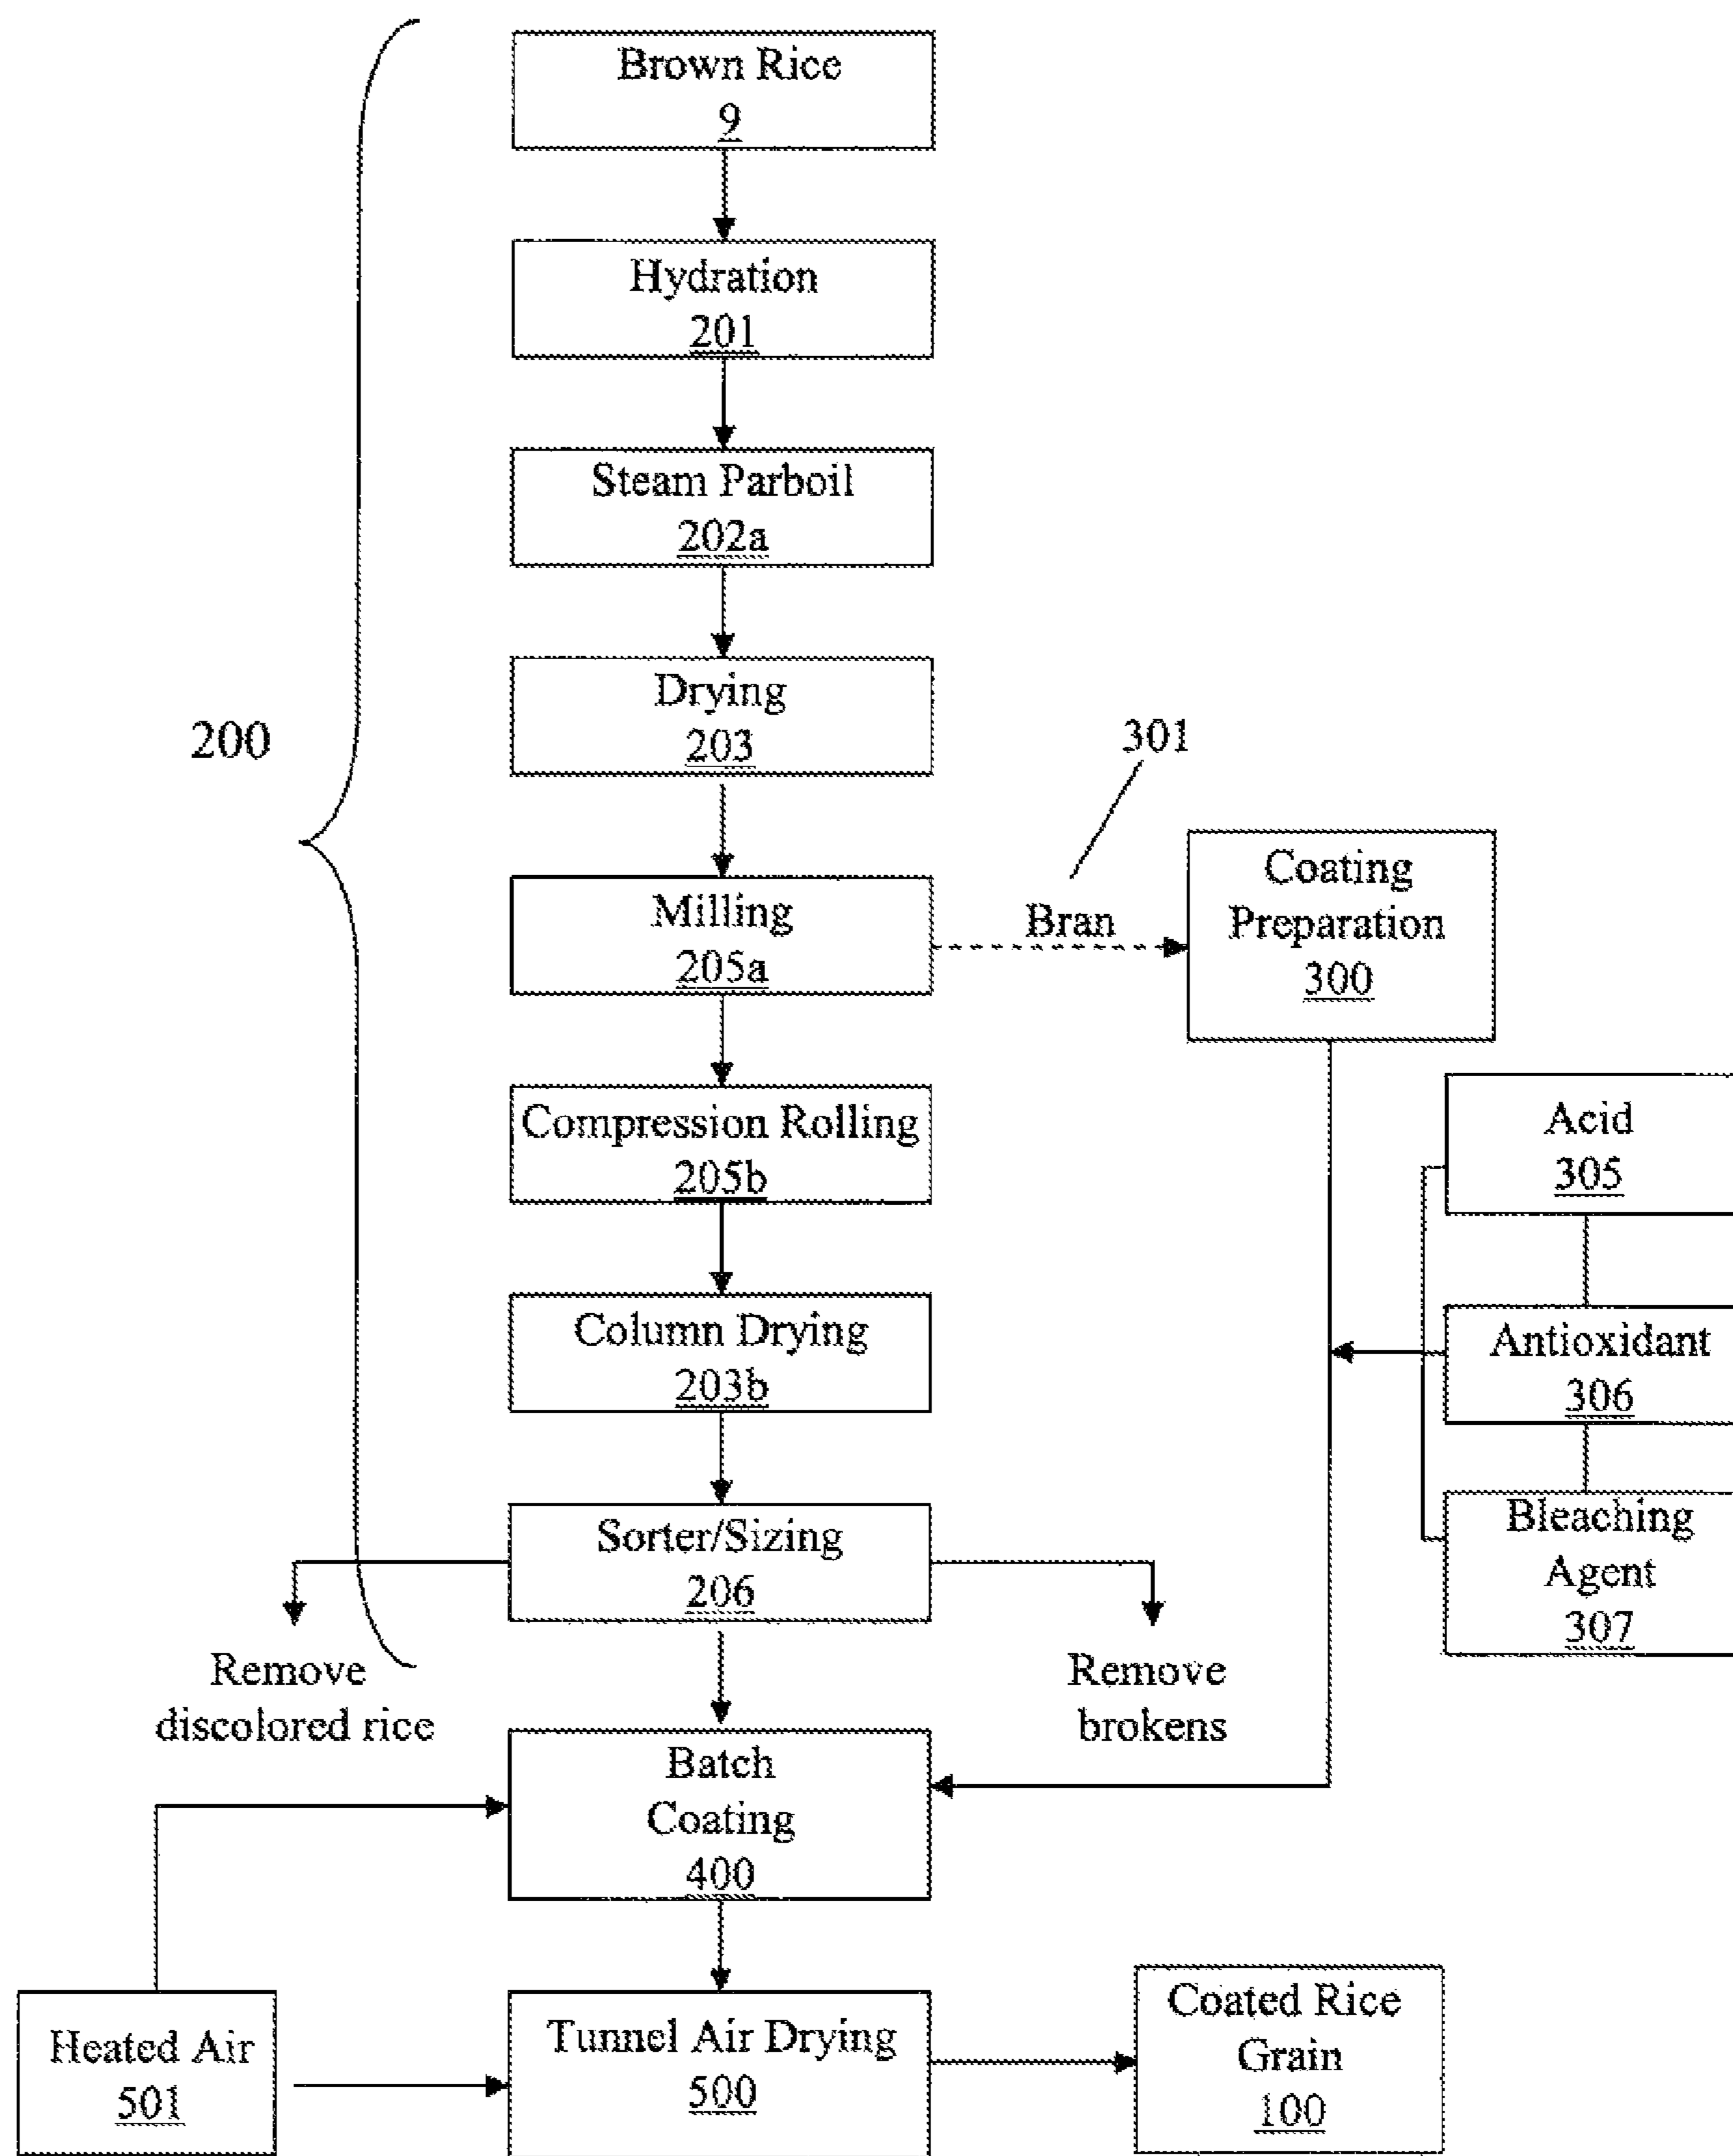 Brown Rice
9
Hydration
201
Steam Parboil
202a
Drying
203
200
301
Milling
205a
Bran
Coating
Preparation
300
Compression Rolling
205b
Acid
305
Column Drying
203b
Antioxidant
306
Sorter/Sizing
206
Bleaching
Agent
307
Remove
discolored rice
Remove
brokens
Batch
Coating
400
Heated Air
501
Tunnel Air Drying
500
Coated Rice
Grain
100